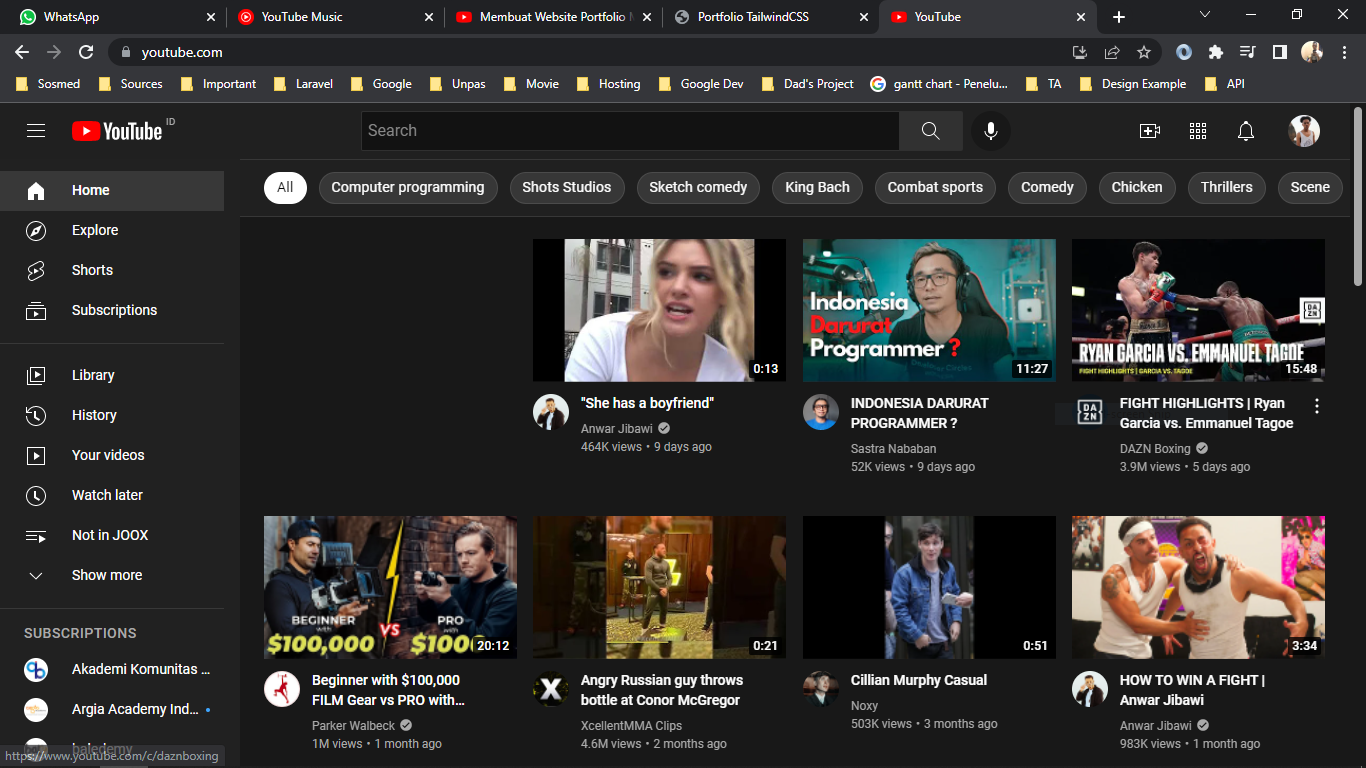 WhatsApp
YouTube Music
Membuat Website Portfolio
Portfolio TailwindCSS
YouTube
youtube.com
Sosmed
Sources
Important
Laravel
Google
Unpas
Movie
Hosting
Google Dev
Dad's Project
gantt chart - Penelu...
TA
Design Example
API
YouTube ID
Search
Home
Explore
Shorts
Subscriptions
Library
History
Your videos
Watch later
Not in JOOX
Show more
SUBSCRIPTIONS
Akademi Komunitas ...
Argia Academy Ind...
baledemy
https://www.youtube.com/c/daznboxing
All
Computer programming
Shots Studios
Sketch comedy
King Bach
Combat sports
Comedy
Chicken
Thrillers
Scene
0:13
"She has a boyfriend"
Anwar Jibawi
464K views • 9 days ago
Indonesia
Darurat
Programmer ?
11:27
INDONESIA DARURAT
PROGRAMMER ?
Sastra Nababan
52K views • 9 days ago
DAZN
RYAN GARCIA VS. EMMANUEL TAGOE
FIGHT HIGHLIGHTS | GARCIA VS. TAGOE
15:48
DAZN
FIGHT HIGHLIGHTS | Ryan
Garcia vs. Emmanuel Tagoe
DAZN Boxing
3.9M views • 5 days ago
BEGINNER
with
$100,000
VS
PRO
with
$100
20:12
Beginner with $100,000
FILM Gear vs PRO with...
Parker Walbeck
1M views • 1 month ago
0:21
X
Angry Russian guy throws
bottle at Conor McGregor
XcellentMMA Clips
4.6M views • 2 months ago
0:51
Cillian Murphy Casual
Noxy
503K views • 3 months ago
3:34
HOW TO WIN A FIGHT |
Anwar Jibawi
Anwar Jibawi
983K views • 1 month ago